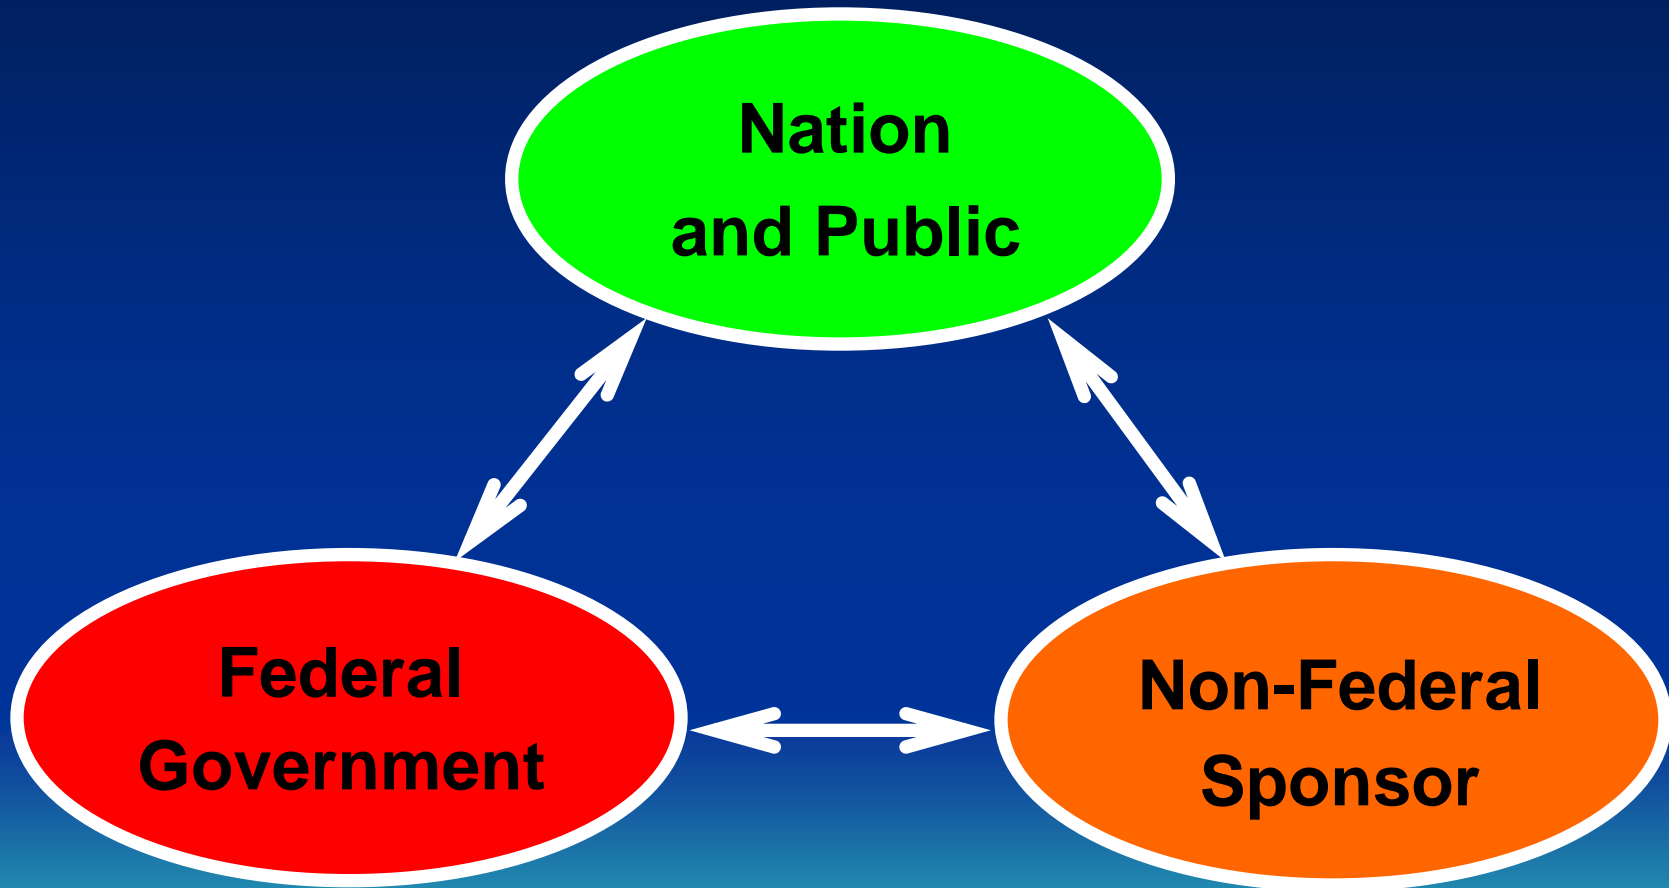 Nation
and Public
Federal
Government
Non-Federal
Sponsor